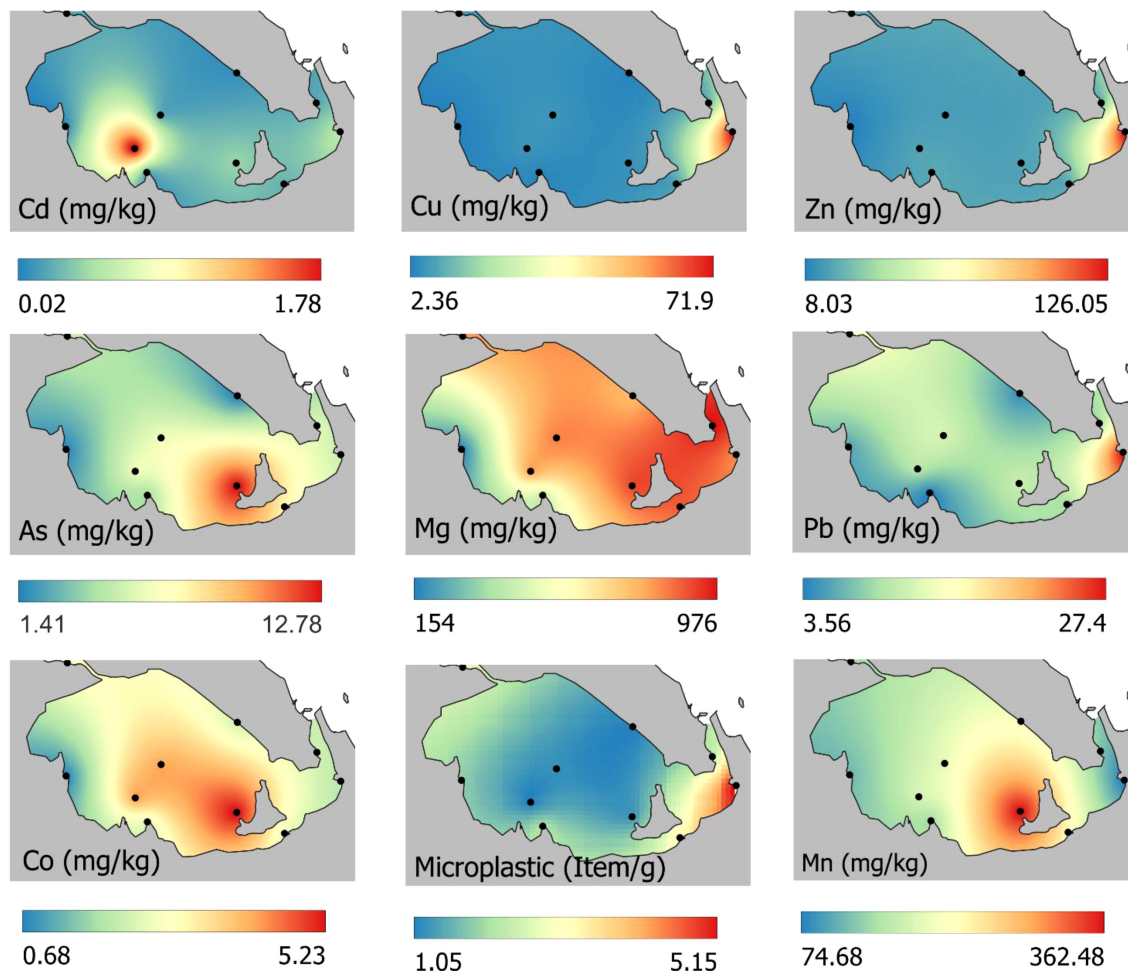 Cd (mg/kg) Cu (mg/kg) Zn (mg/kg)
0.02 1.78 2.36 71.9 8.03 126.05
As (mg/kg) Mg (mg/kg) Pb (mg/kg)
1.41 12.78 154 976 3.56 27.4
Co (mg/kg) Microplastic (Item/g) Mn (mg/kg)
0.68 5.23 1.05 5.15 74.68 362.48